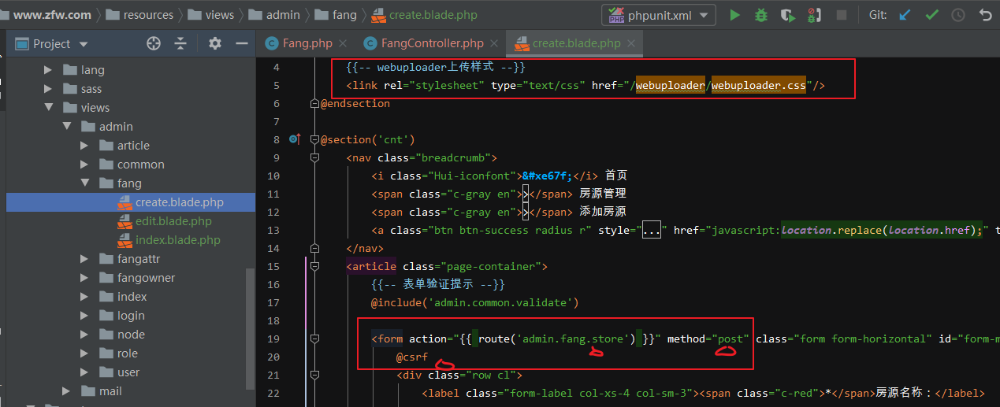 www.zfw.com resources views admin fang create.blade.php phpunit.xml Git:
Project Fang.php FangController.php create.blade.php
lang
sass
views
admin
article
common
fang
create.blade.php
edit.blade.php
index.blade.php
fangattr
fangowner
index
login
node
role
user
mail
4 {{-- webuploader上传样式 --}}
5 <link rel="stylesheet" type="text/css" href="/webuploader/webuploader.css"/>
6 @endsection
7
8 @section('cnt')
9 <nav class="breadcrumb">
10 <i class="Hui-iconfont">&#xe67f;</i> 首页
11 <span class="c-gray en">></span> 房源管理
12 <span class="c-gray en">></span> 添加房源
13 <a class="btn btn-success radius r" style="..." href="javascript:location.replace(location.href);" t
14 </nav>
15 <article class="page-container">
16 {{-- 表单验证提示 --}}
17 @include('admin.common.validate')
18
19 <form action="{{ route('admin.fang.store') }}" method="post" class="form form-horizontal" id="form-m
20 @csrf
21 <div class="row cl">
22 <label class="form-label col-xs-4 col-sm-3"><span class="c-red">*</span>房源名称：</label>